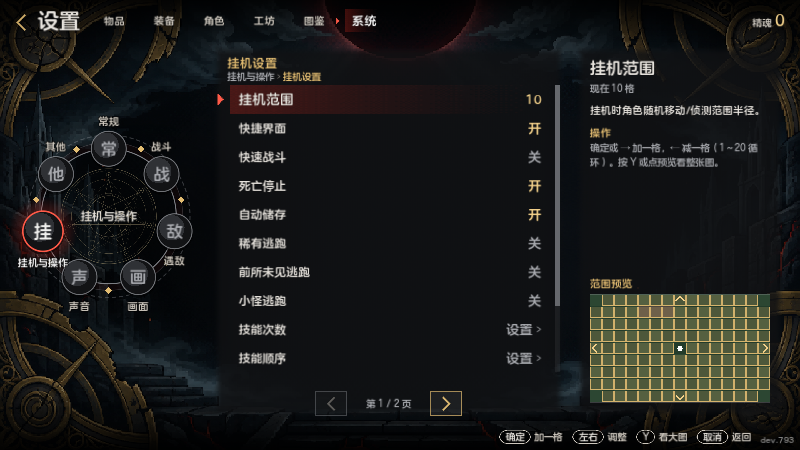 设置 物品 装备 角色 工坊 图鉴 系统 精魂 0
常规
其他 常 战斗
他 战
挂机与操作
挂 敌
挂机与操作 遇敌
声 画
声音 画面
挂机设置
挂机与操作 > 挂机设置
挂机范围 10
快捷界面 开
快速战斗 关
死亡停止 开
自动储存 开
稀有逃跑 关
前所未见逃跑 关
小怪逃跑 关
技能次数 设置 >
技能顺序 设置 >
第 1 / 2 页
挂机范围
现在 10 格
挂机时角色随机移动/侦测范围半径。
操作
确定或 → 加一格，← 减一格（1~20 循
环）。按 Y 或点预览看整张图。
范围预览
确定 加一格 左右 调整 Y 看大图 取消 返回 dev.793